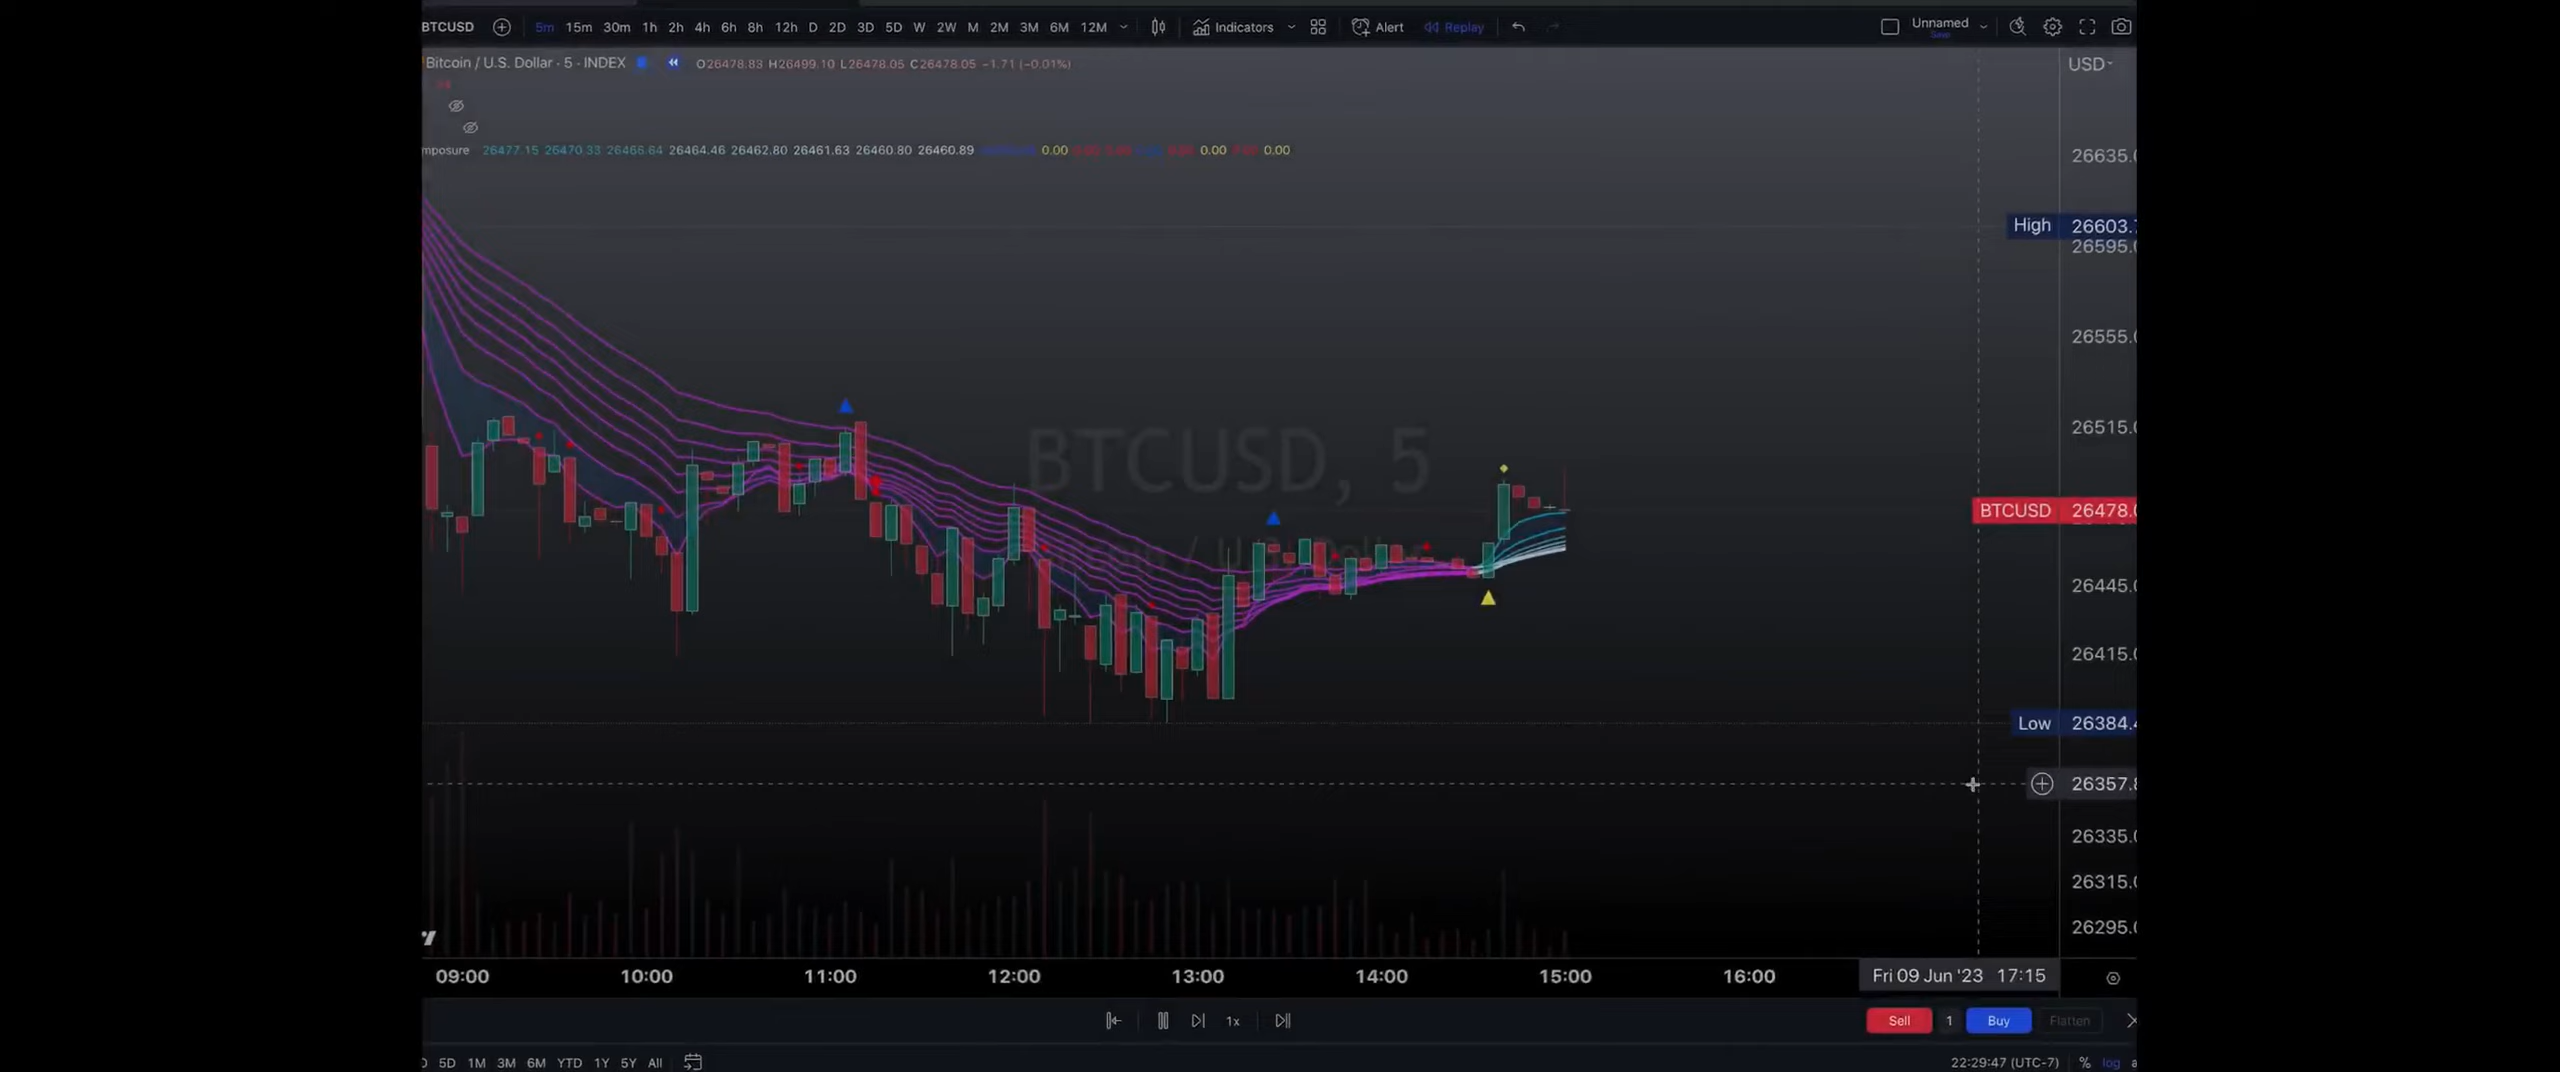 BTCUSD 5m 15m 30m 1h 2h 4h 6h 8h 12h D 2D 3D 5D W 2W M 2M 3M 6M 12M Indicators Alert Replay Unnamed
Save
Bitcoin / U.S. Dollar · 5 · INDEX O26478.83 H26499.10 L26478.05 C26478.05 −1.71 (−0.01%) USD
mposure 26477.15 26470.33 26466.64 26464.46 26462.80 26461.63 26460.80 26460.89 0.00 0.00 0.00
26635.0
High 26603.7
26595.0
26555.0
26515.0
BTCUSD, 5
BTCUSD 26478.0
26445.0
26415.0
Low 26384.4
26357.8
26335.0
26315.0
26295.0
09:00 10:00 11:00 12:00 13:00 14:00 15:00 16:00 Fri 09 Jun '23 17:15
1x Sell 1 Buy Flatten
5D 1M 3M 6M YTD 1Y 5Y All 22:29:47 (UTC-7) % log a